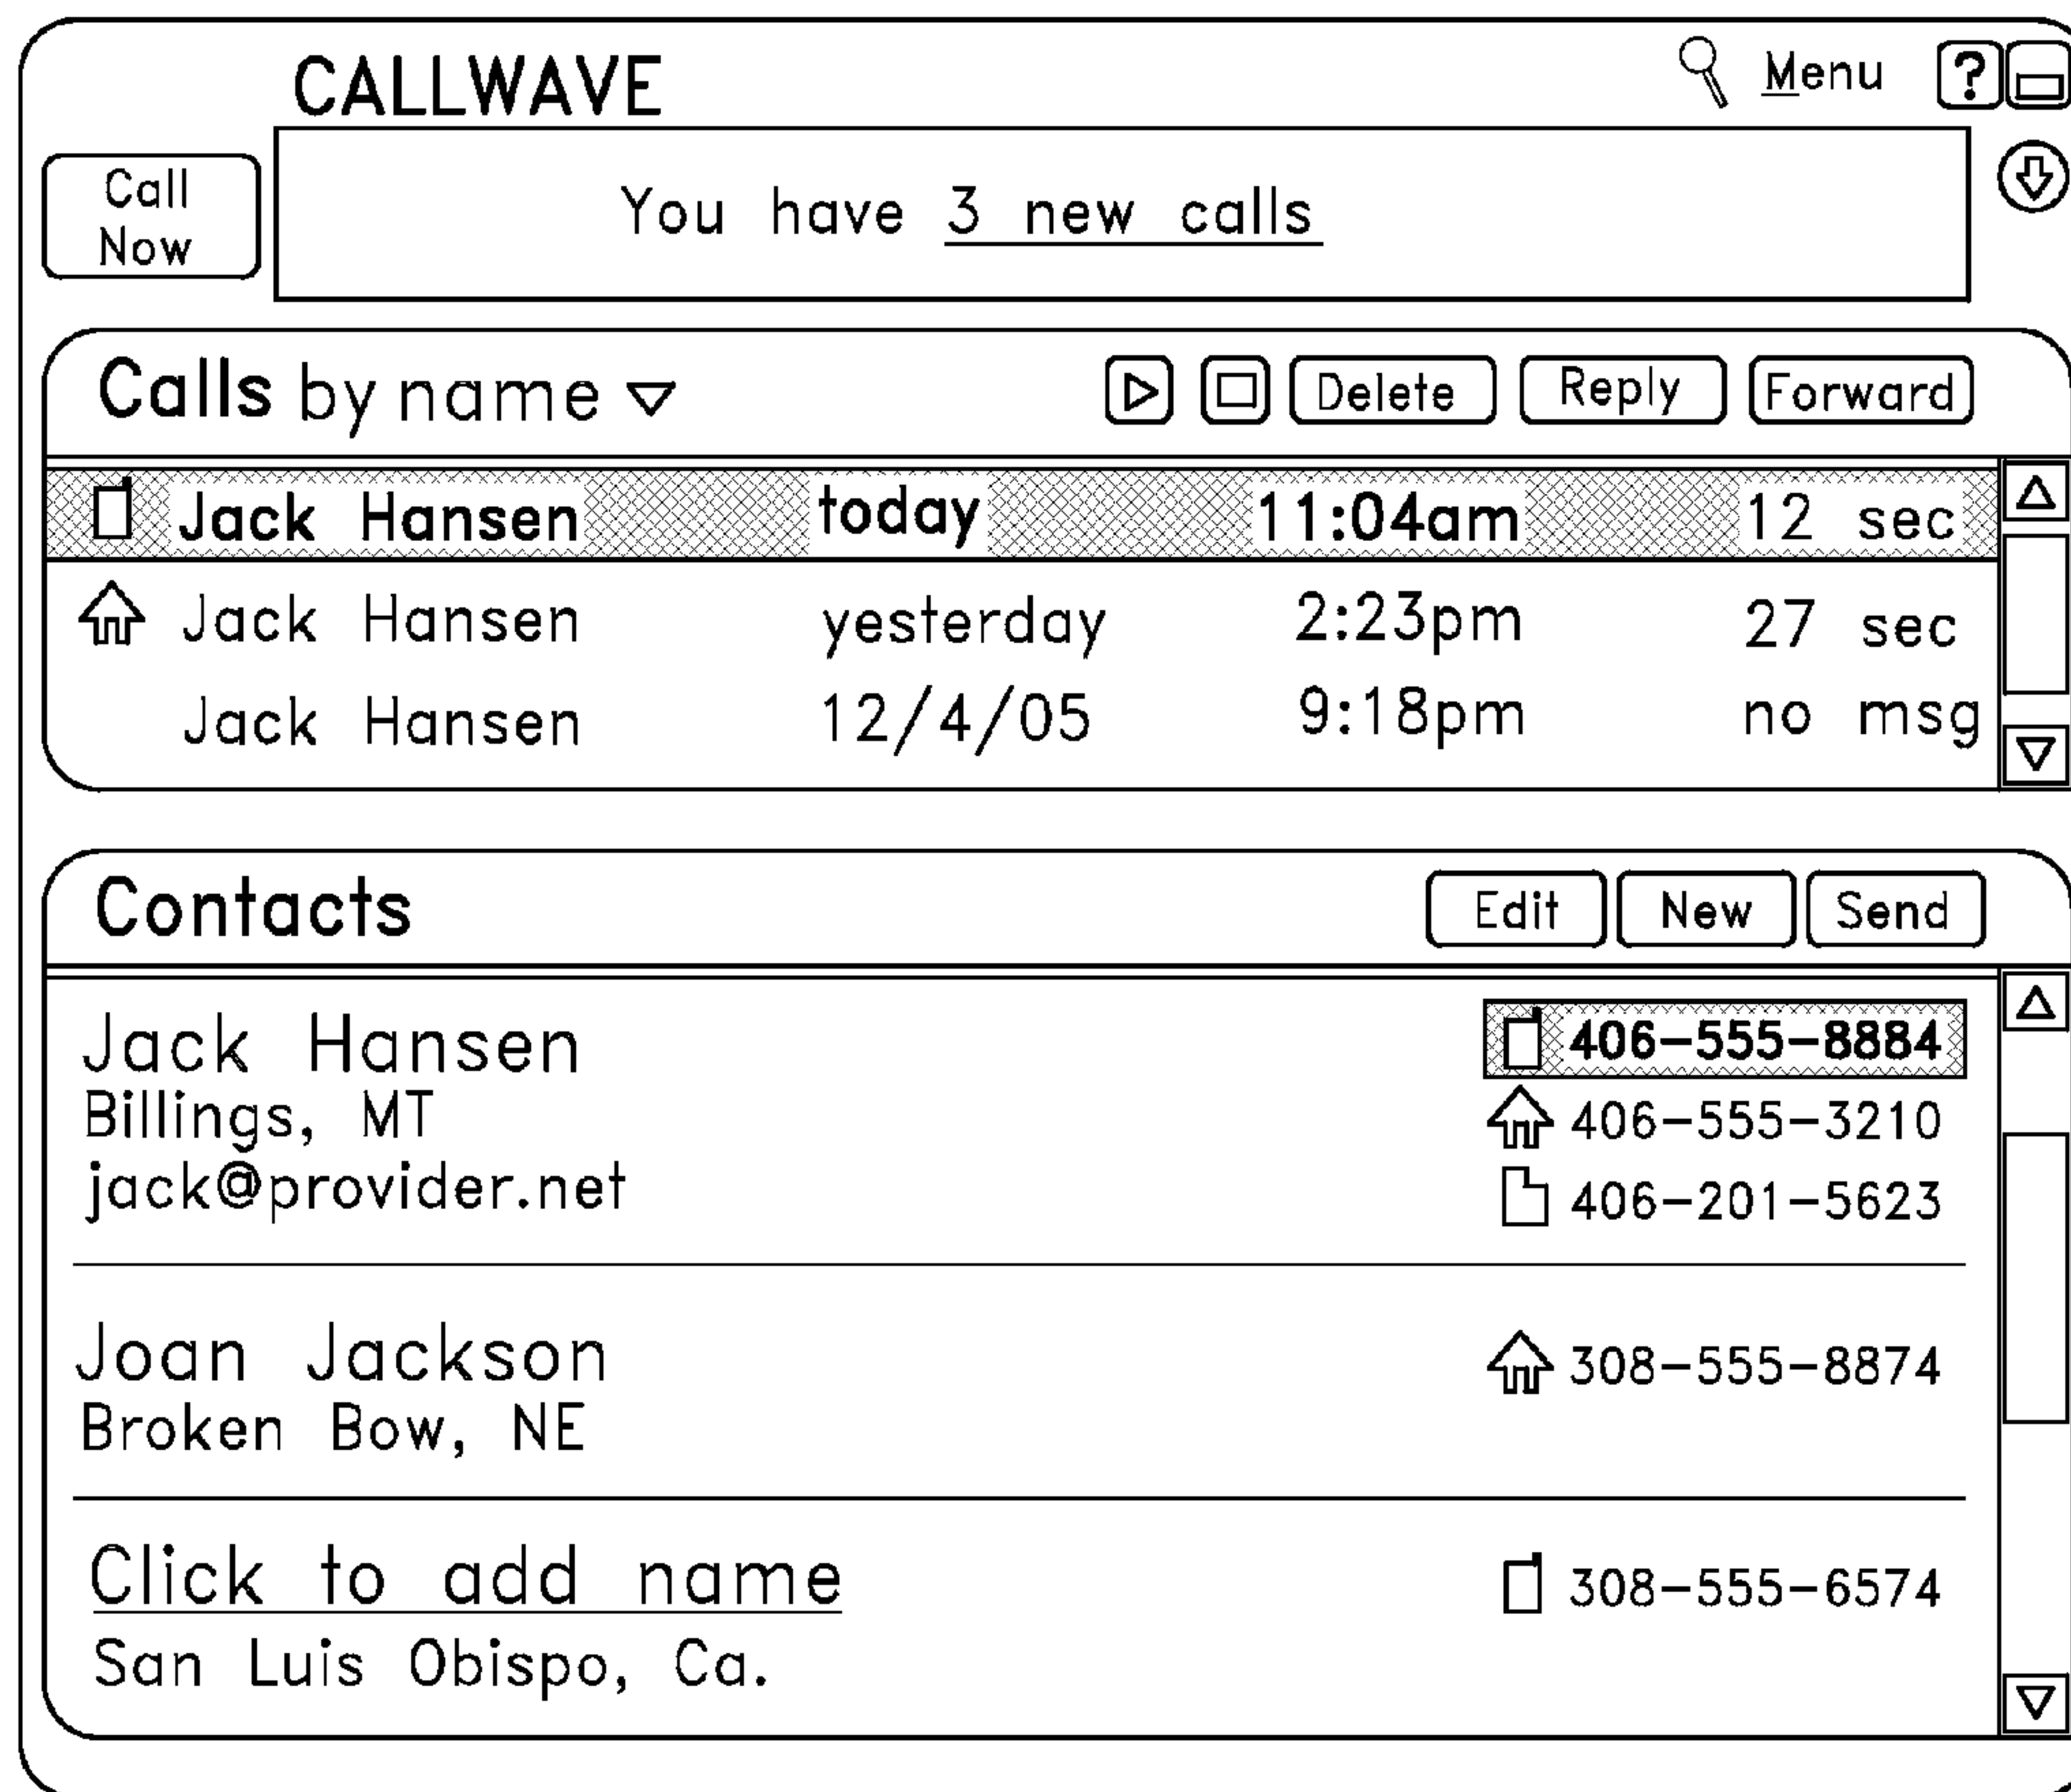 CALLWAVE Menu ?
Call
Now
You have 3 new calls
Calls by name Delete Reply Forward
Jack Hansen today 11:04am 12 sec
Jack Hansen yesterday 2:23pm 27 sec
Jack Hansen 12/4/05 9:18pm no msg
Contacts Edit New Send
Jack Hansen 406-555-8884
Billings, MT 406-555-3210
jack@provider.net 406-201-5623
Joan Jackson 308-555-8874
Broken Bow, NE
Click to add name 308-555-6574
San Luis Obispo, Ca.